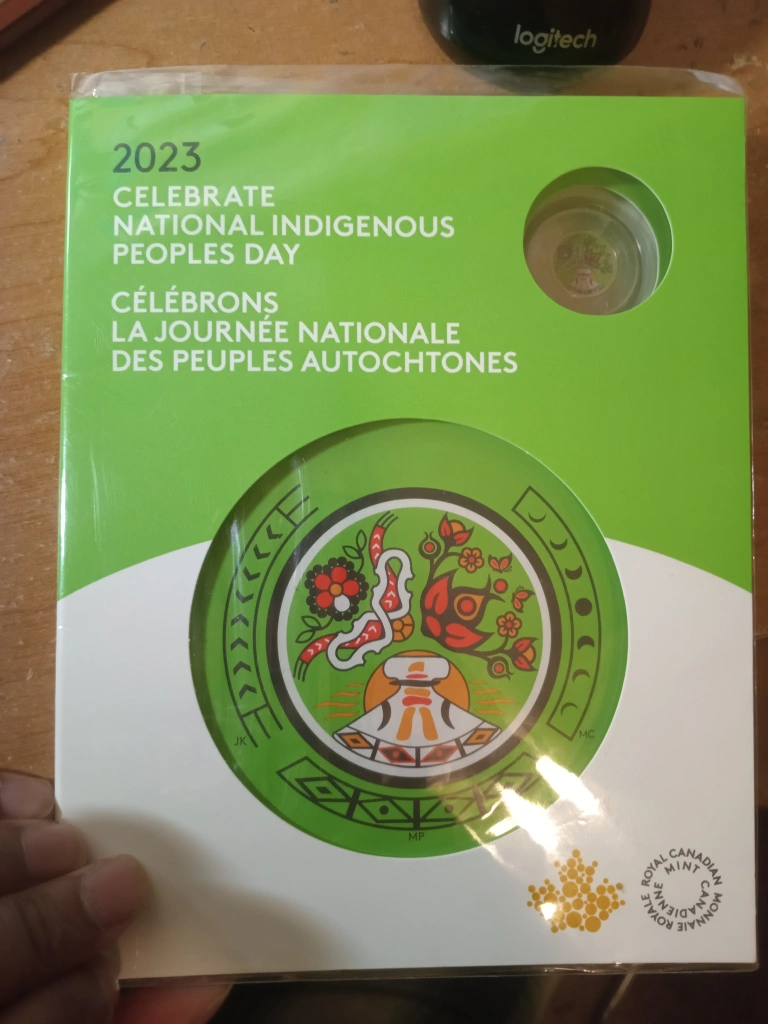 logitech
2023
CELEBRATE
NATIONAL INDIGENOUS
PEOPLES DAY
CÉLÉBRONS
LA JOURNÉE NATIONALE
DES PEUPLES AUTOCHTONES
JK
MC
MP
ROYAL CANADIAN MINT
MONNAIE ROYALE CANADIENNE